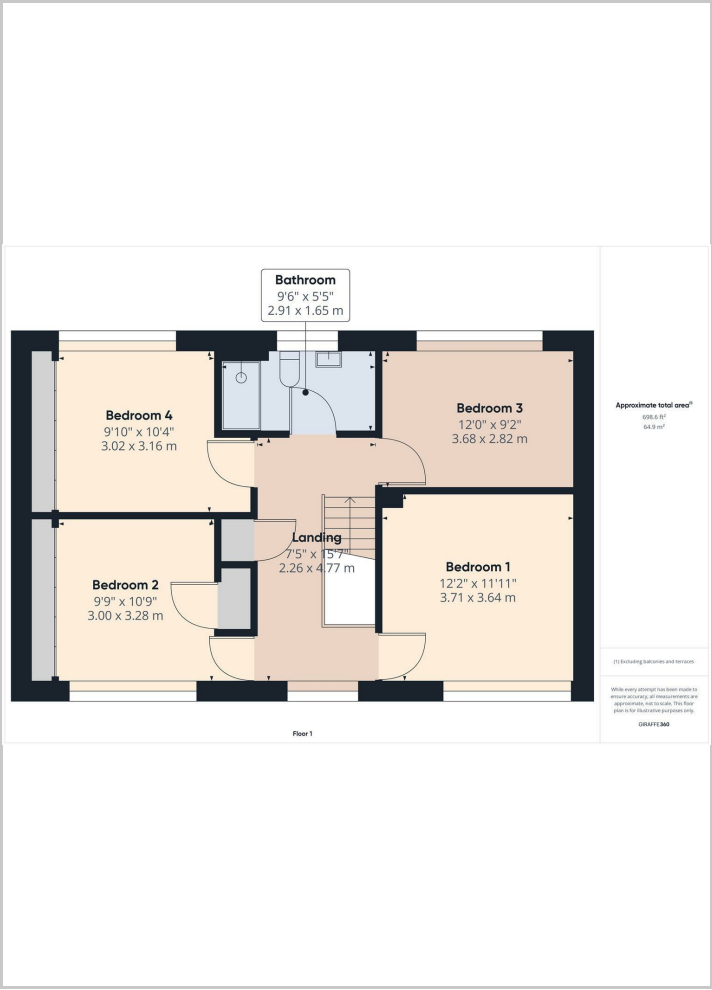 Bathroom
9'6" x 5'5"
2.91 x 1.65 m
Bedroom 4
9'10" x 10'4"
3.02 x 3.16 m
Bedroom 3
12'0" x 9'2"
3.68 x 2.82 m
Landing
7'5" x 15'7"
2.26 x 4.77 m
Bedroom 2
9'9" x 10'9"
3.00 x 3.28 m
Bedroom 1
12'2" x 11'11"
3.71 x 3.64 m
Floor 1
Approximate total area⁽¹⁾
698.6 ft²
64.9 m²
(1) Excluding balconies and terraces
While every attempt has been made to
ensure accuracy, all measurements are
approximate, not to scale. This floor
plan is for illustrative purposes only.
GIRAFFE360